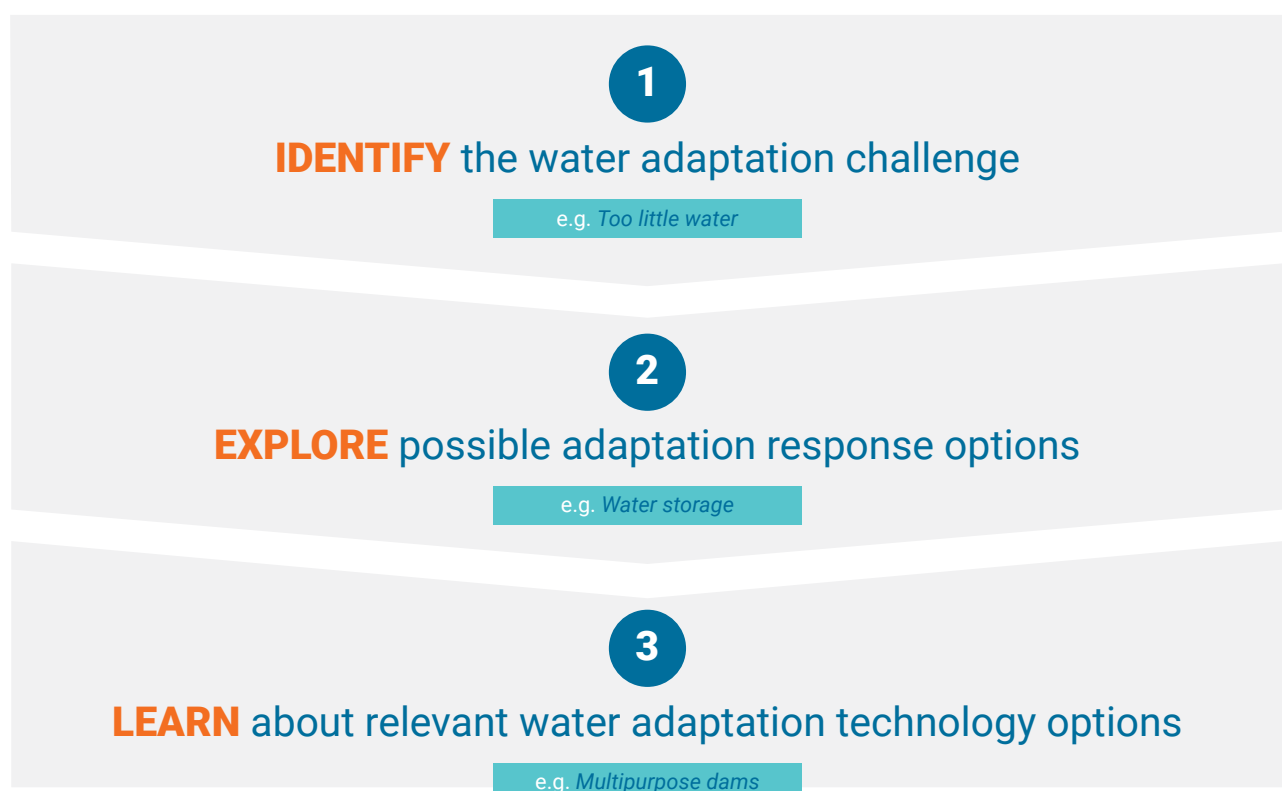 1
IDENTIFY the water adaptation challenge
e.g. Too little water
2
EXPLORE possible adaptation response options
e.g. Water storage
3
LEARN about relevant water adaptation technology options
e.g. Multipurpose dams